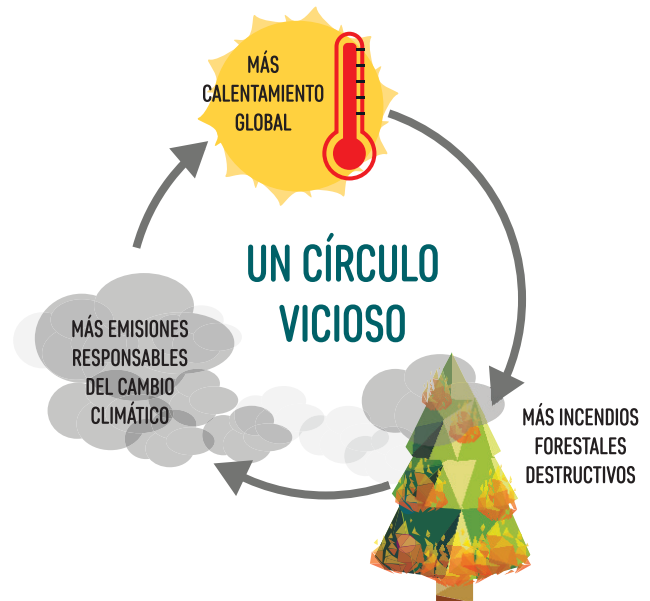 MÁS
CALENTAMIENTO
GLOBAL
UN CÍRCULO
VICIOSO
MÁS EMISIONES
RESPONSABLES
DEL CAMBIO
CLIMÁTICO
MÁS INCENDIOS
FORESTALES
DESTRUCTIVOS